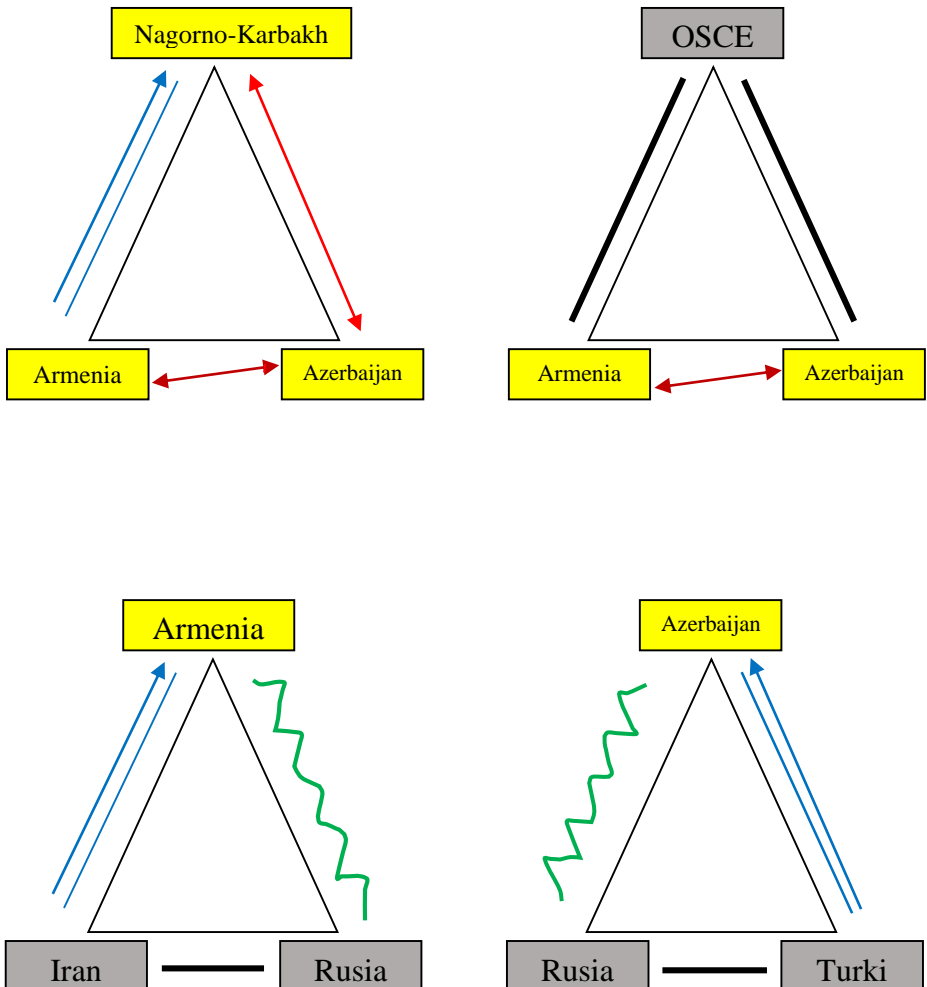 Nagorno-Karbakh
OSCE
Armenia
Azerbaijan
Armenia
Azerbaijan
Armenia
Azerbaijan
Iran
Rusia
Rusia
Turki